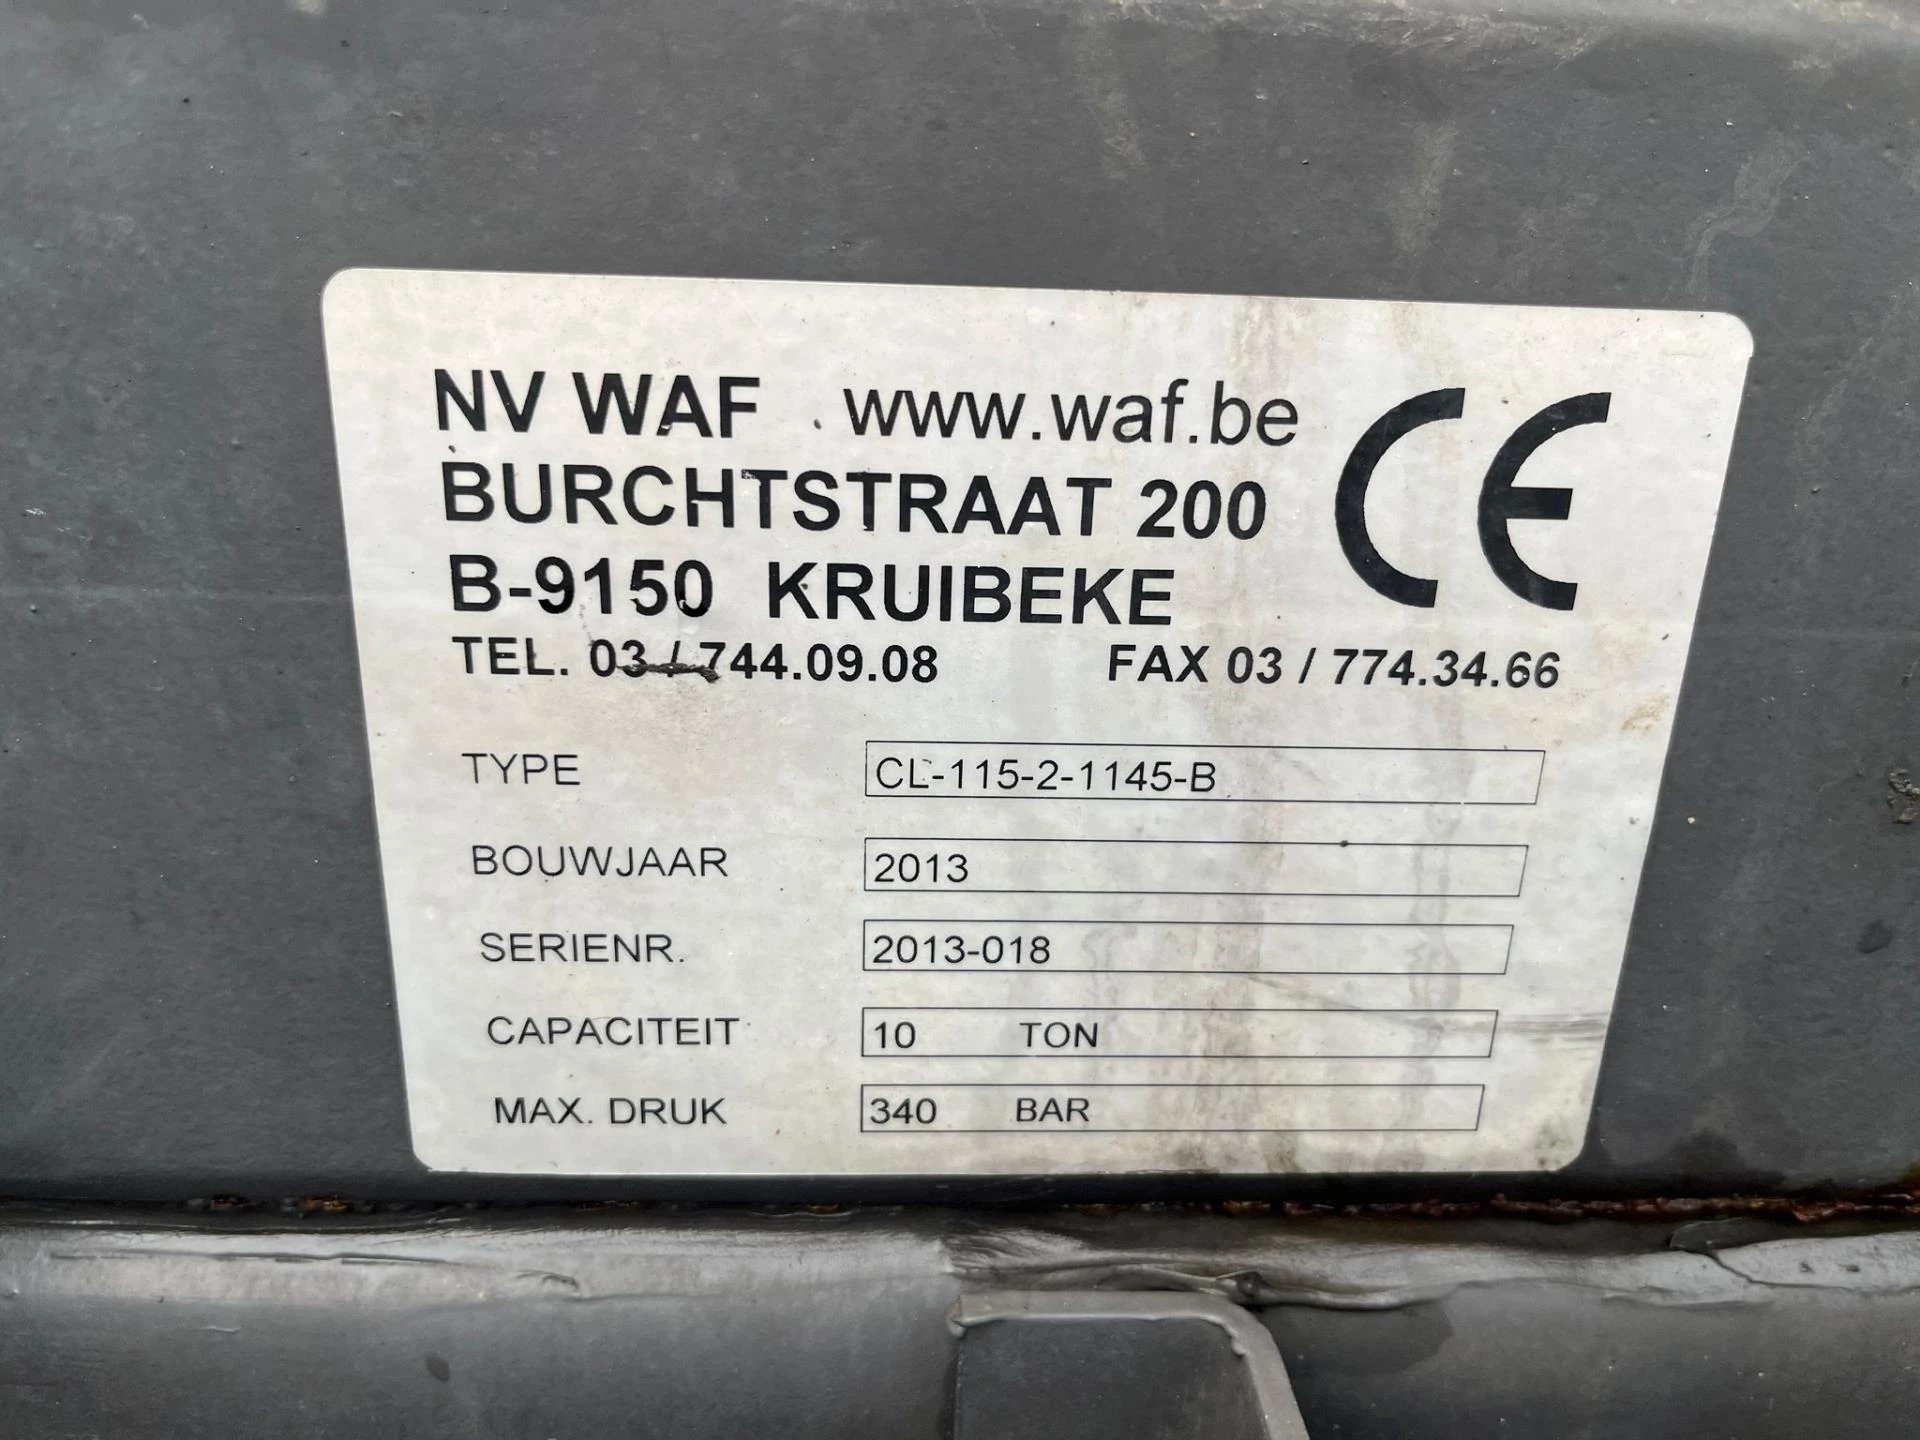 NV WAF www.waf.be CE
BURCHTSTRAAT 200
B-9150 KRUIBEKE
TEL. 03 / 744.09.08 FAX 03 / 774.34.66
TYPE CL-115-2-1145-B
BOUWJAAR 2013
SERIENR. 2013-018
CAPACITEIT 10 TON
MAX. DRUK 340 BAR